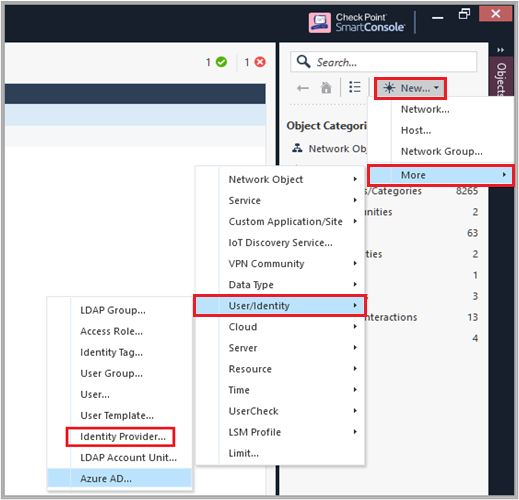 Check Point
SmartConsole
1
1
Search...
New...
Objects
Network...
Host...
Network Group...
More
Object Categor
Network Obj
s/Categories 8265
unities 2
63
ities 2
1
3
nteractions 13
4
Network Object
Service
Custom Application/Site
IoT Discovery Service...
VPN Community
Data Type
User/Identity
Cloud
Server
Resource
Time
UserCheck
LSM Profile
Limit...
LDAP Group...
Access Role...
Identity Tag...
User Group...
User...
User Template...
Identity Provider...
LDAP Account Unit...
Azure AD...